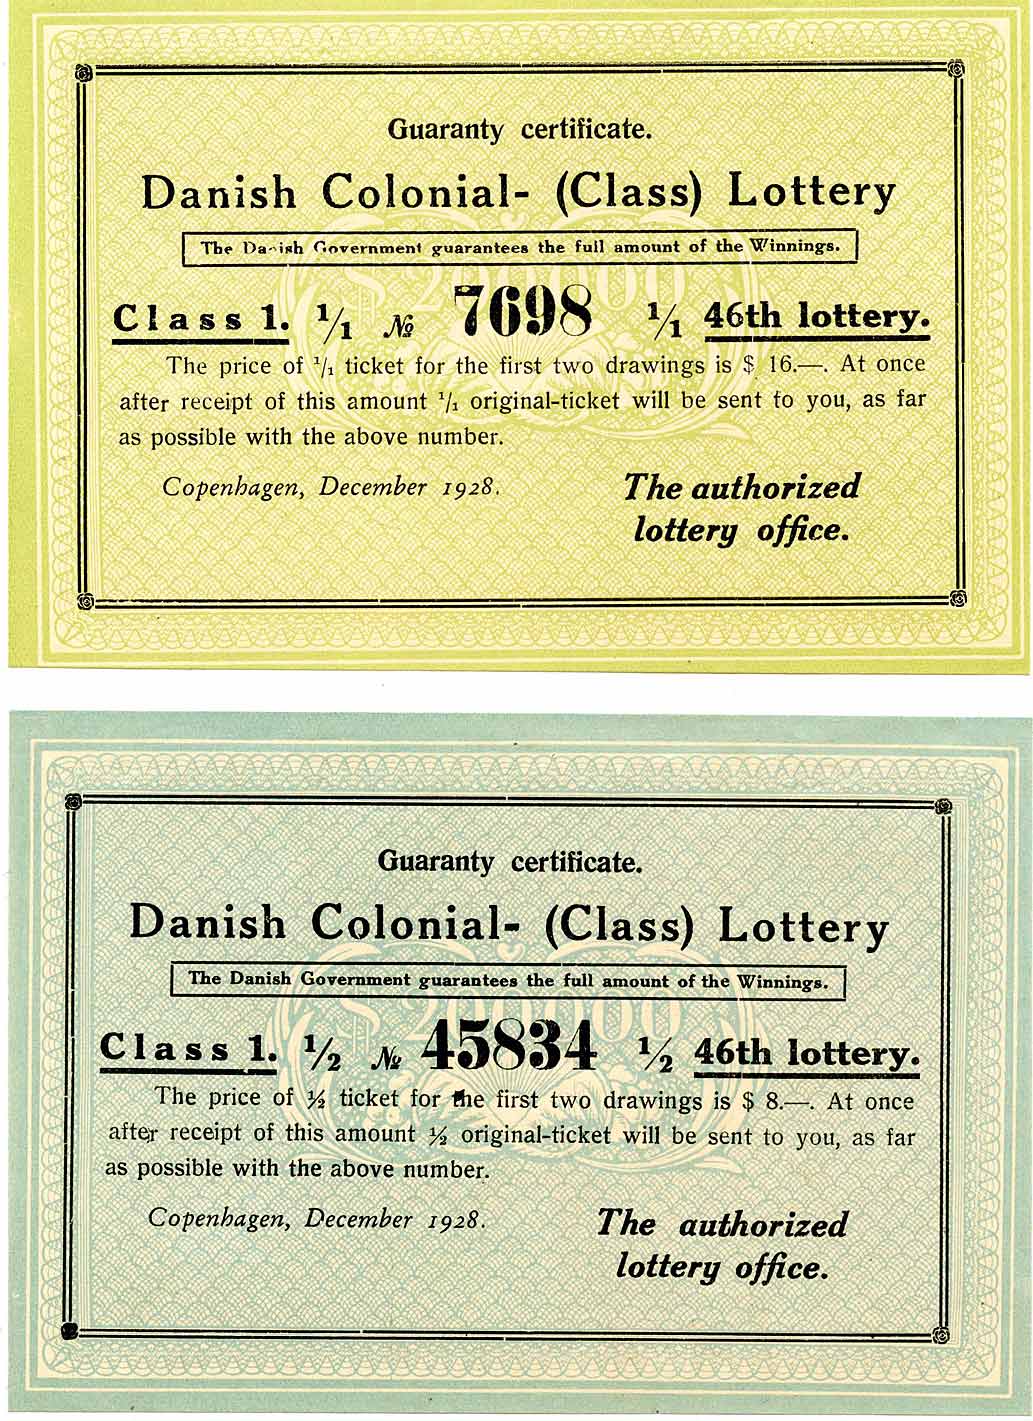 Guaranty certificate.
Danish Colonial- (Class) Lottery
The Danish Government guarantees the full amount of the Winnings.
$ 200000
Class 1. 1/1 № 7698 1/1 46th lottery.
The price of 1/1 ticket for the first two drawings is $ 16.—. At once
after receipt of this amount 1/1 original-ticket will be sent to you, as far
as possible with the above number.
Copenhagen, December 1928.
The authorized
lottery office.
Guaranty certificate.
Danish Colonial- (Class) Lottery
The Danish Government guarantees the full amount of the Winnings.
$ 200000
Class 1. ½ № 45834 ½ 46th lottery.
The price of ½ ticket for the first two drawings is $ 8.—. At once
after receipt of this amount ½ original-ticket will be sent to you, as far
as possible with the above number.
Copenhagen, December 1928.
The authorized
lottery office.